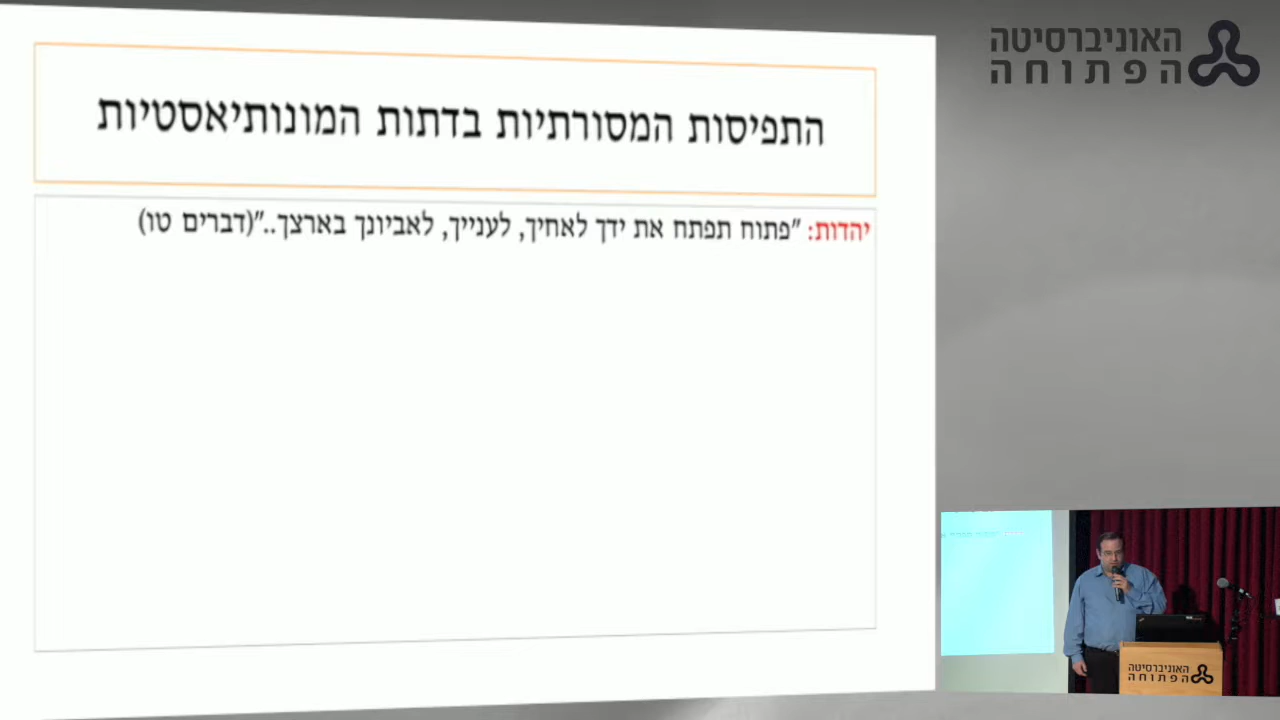 האוניברסיטה
הפתוחה
התפיסות המסורתיות בדתות המונותיאסטיות
יהדות: "פתוח תפתח את ידך לאחיך, לענייך, לאביונך בארצך.."(דברים טו)
האוניברסיטה
הפתוחה